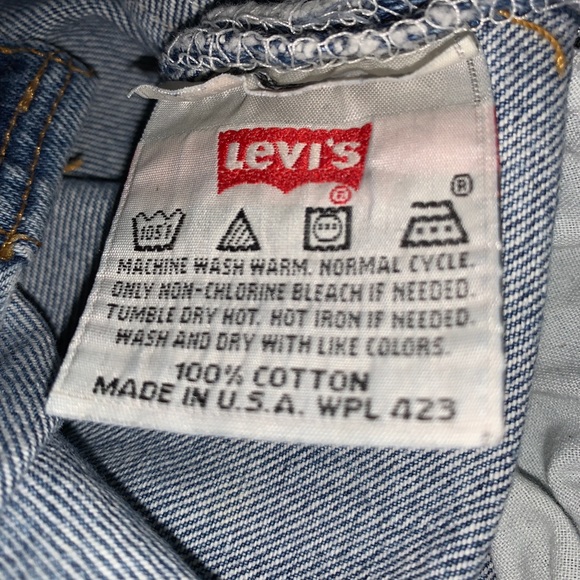 Levi's
®
®
105F
MACHINE WASH WARM. NORMAL CYCLE.
ONLY NON-CHLORINE BLEACH IF NEEDED.
TUMBLE DRY HOT. HOT IRON IF NEEDED.
WASH AND DRY WITH LIKE COLORS.
100% COTTON
MADE IN U.S.A. WPL 423